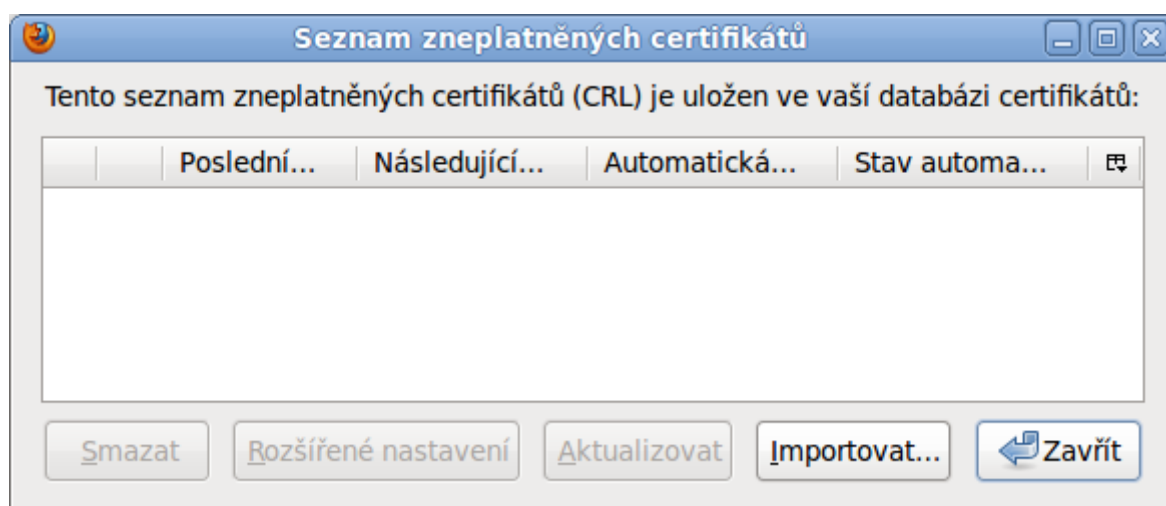 Seznam zneplatněných certifikátů
Tento seznam zneplatněných certifikátů (CRL) je uložen ve vaší databázi certifikátů:
Poslední... Následující... Automatická... Stav automa...
Smazat Rozšířené nastavení Aktualizovat Importovat... Zavřít